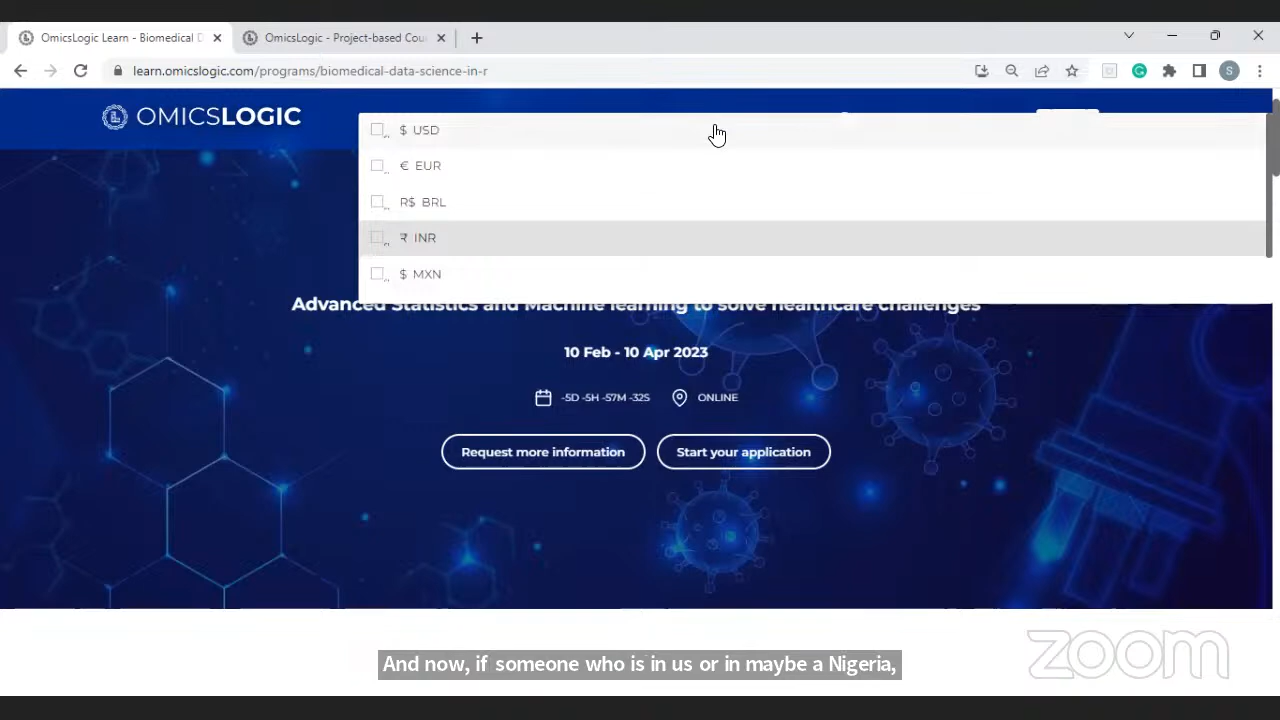 OmicsLogic Learn - Biomedical D
OmicsLogic - Project-based Cou
learn.omicslogic.com/programs/biomedical-data-science-in-r
S
OMICSLOGIC
$ USD
€ EUR
R$ BRL
₹ INR
$ MXN
Advanced Statistics and Machine learning to solve healthcare challenges
10 Feb - 10 Apr 2023
-5D -5H -57M -32S ONLINE
Request more information Start your application
And now, if someone who is in us or in maybe a Nigeria,
zoom